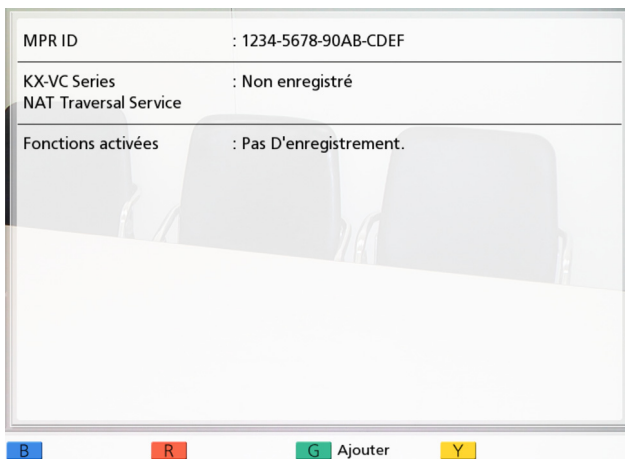 MPR ID : 1234-5678-90AB-CDEF
KX-VC Series : Non enregistré
NAT Traversal Service
Fonctions activées : Pas D'enregistrement.
B R G Ajouter Y